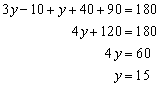 3y − 10 + y + 40 + 90 = 180
4y + 120 = 180
4y = 60
y = 15